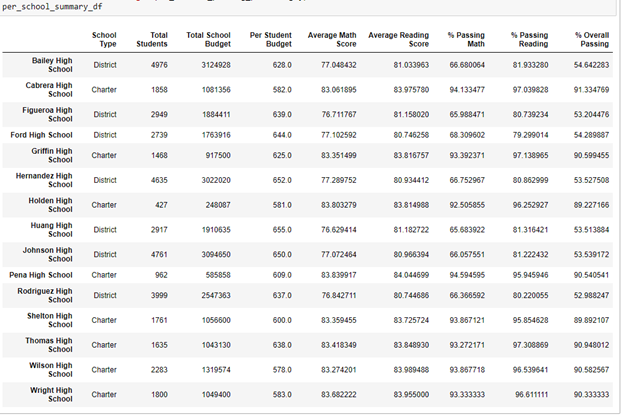 per_school_summary_df
School Type Total Students Total School Budget Per Student Budget Average Math Score Average Reading Score % Passing Math % Passing Reading % Overall Passing
Bailey High School District 4976 3124928 628.0 77.048432 81.033963 66.680064 81.933280 54.642283
Cabrera High School Charter 1858 1081356 582.0 83.061895 83.975780 94.133477 97.039828 91.334769
Figueroa High School District 2949 1884411 639.0 76.711767 81.158020 65.988471 80.739234 53.204476
Ford High School District 2739 1763916 644.0 77.102592 80.746258 68.309602 79.299014 54.289887
Griffin High School Charter 1468 917500 625.0 83.351499 83.816757 93.392371 97.138965 90.599455
Hernandez High School District 4635 3022020 652.0 77.289752 80.934412 66.752967 80.862999 53.527508
Holden High School Charter 427 248087 581.0 83.803279 83.814988 92.505855 96.252927 89.227166
Huang High School District 2917 1910635 655.0 76.629414 81.182722 65.683922 81.316421 53.513884
Johnson High School District 4761 3094650 650.0 77.072464 80.966394 66.057551 81.222432 53.539172
Pena High School Charter 962 585858 609.0 83.839917 84.044699 94.594595 95.945946 90.540541
Rodriguez High School District 3999 2547363 637.0 76.842711 80.744686 66.366592 80.220055 52.988247
Shelton High School Charter 1761 1056600 600.0 83.359455 83.725724 93.867121 95.854628 89.892107
Thomas High School Charter 1635 1043130 638.0 83.418349 83.848930 93.272171 97.308869 90.948012
Wilson High School Charter 2283 1319574 578.0 83.274201 83.989488 93.867718 96.539641 90.582567
Wright High School Charter 1800 1049400 583.0 83.682222 83.955000 93.333333 96.611111 90.333333